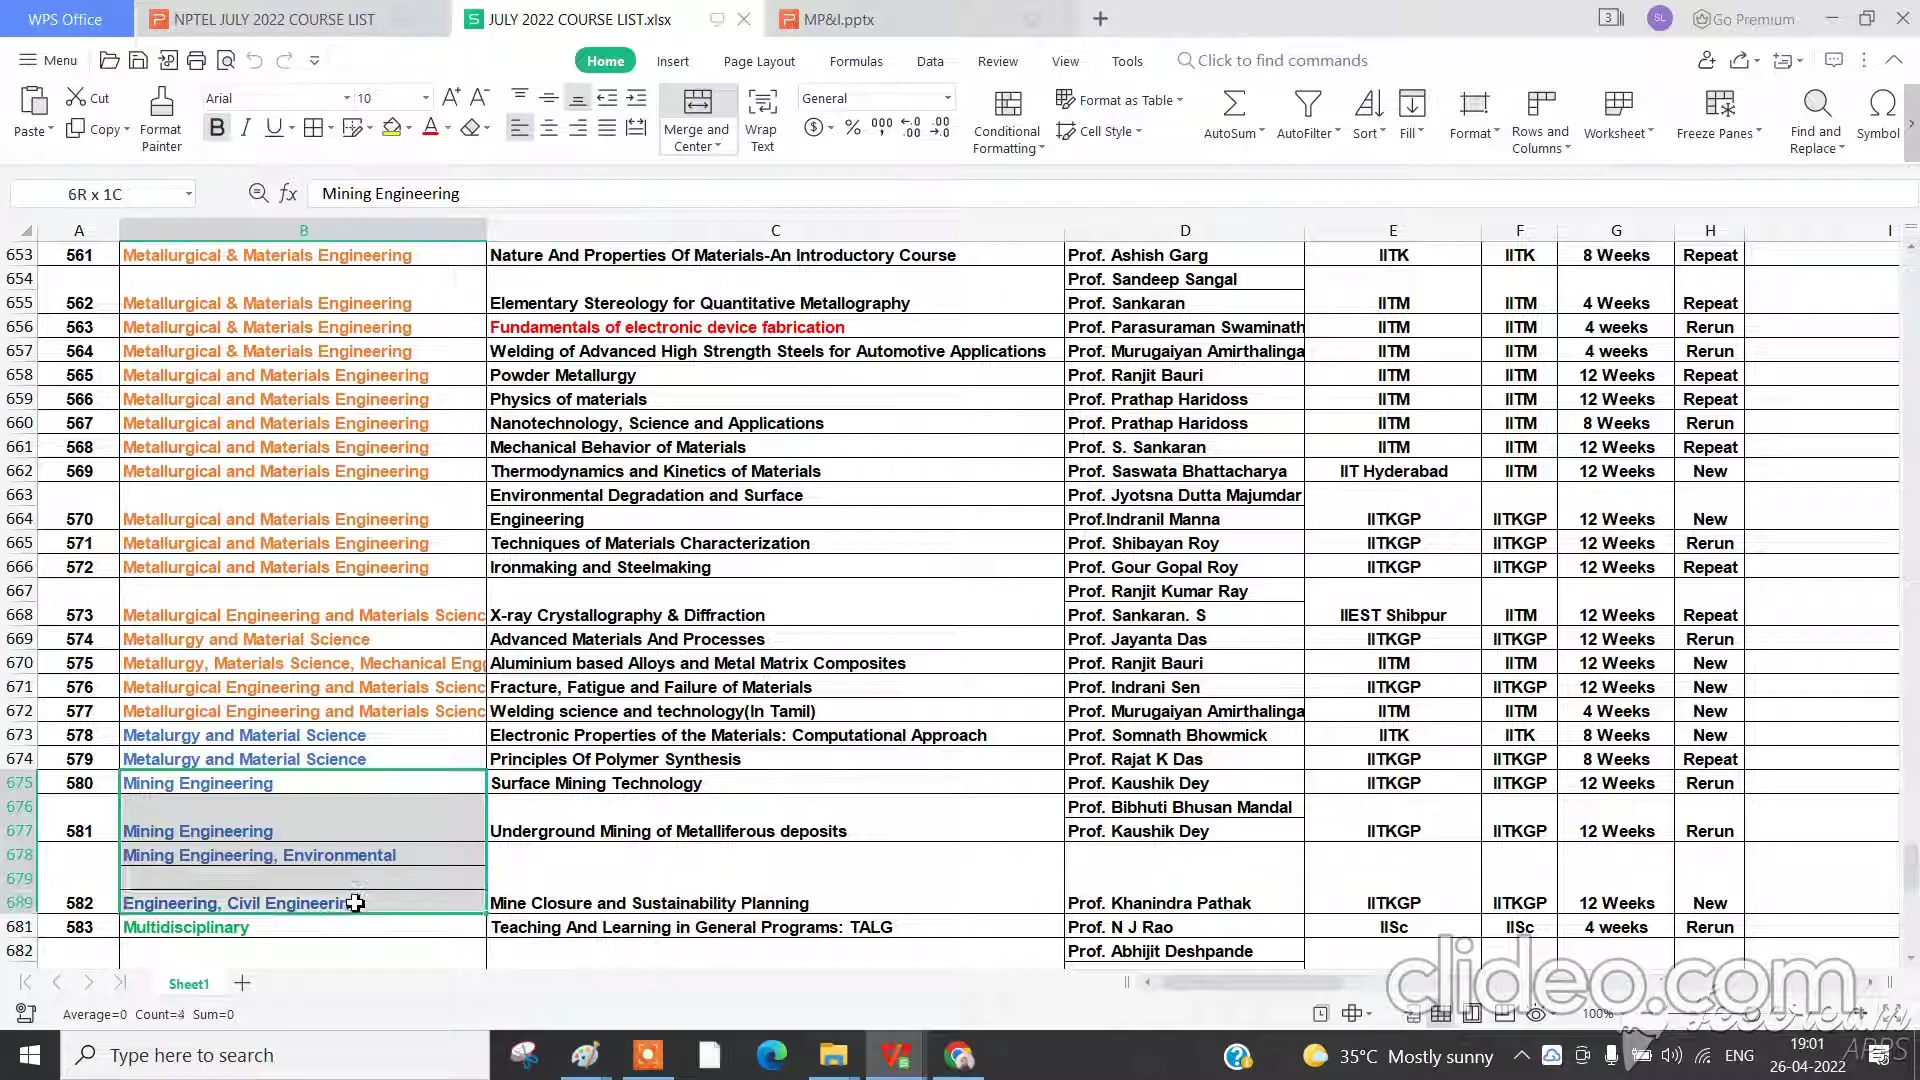 WPS Office NPTEL JULY 2022 COURSE LIST JULY 2022 COURSE LIST.xlsx MP&I.pptx 3 SL Go Premium
Menu Home Insert Page Layout Formulas Data Review View Tools Click to find commands
Paste Cut Copy Format Painter Arial 10 Merge and Center Wrap Text General Conditional Formatting Format as Table Cell Style AutoSum AutoFilter Sort Fill Format Rows and Columns Worksheet Freeze Panes Find and Replace Symbol
6R x 1C fx Mining Engineering
A B C D E F G H I
653 561 Metallurgical & Materials Engineering Nature And Properties Of Materials-An Introductory Course Prof. Ashish Garg IITK IITK 8 Weeks Repeat
654 Prof. Sandeep Sangal
655 562 Metallurgical & Materials Engineering Elementary Stereology for Quantitative Metallography Prof. Sankaran IITM IITM 4 Weeks Repeat
656 563 Metallurgical & Materials Engineering Fundamentals of electronic device fabrication Prof. Parasuraman Swaminath IITM IITM 4 weeks Rerun
657 564 Metallurgical & Materials Engineering Welding of Advanced High Strength Steels for Automotive Applications Prof. Murugaiyan Amirthalinga IITM IITM 4 weeks Rerun
658 565 Metallurgical and Materials Engineering Powder Metallurgy Prof. Ranjit Bauri IITM IITM 12 Weeks Repeat
659 566 Metallurgical and Materials Engineering Physics of materials Prof. Prathap Haridoss IITM IITM 12 Weeks Repeat
660 567 Metallurgical and Materials Engineering Nanotechnology, Science and Applications Prof. Prathap Haridoss IITM IITM 8 Weeks Rerun
661 568 Metallurgical and Materials Engineering Mechanical Behavior of Materials Prof. S. Sankaran IITM IITM 12 Weeks Repeat
662 569 Metallurgical and Materials Engineering Thermodynamics and Kinetics of Materials Prof. Saswata Bhattacharya IIT Hyderabad IITM 12 Weeks New
663 Environmental Degradation and Surface Prof. Jyotsna Dutta Majumdar
664 570 Metallurgical and Materials Engineering Engineering Prof.Indranil Manna IITKGP IITKGP 12 Weeks New
665 571 Metallurgical and Materials Engineering Techniques of Materials Characterization Prof. Shibayan Roy IITKGP IITKGP 12 Weeks Rerun
666 572 Metallurgical and Materials Engineering Ironmaking and Steelmaking Prof. Gour Gopal Roy IITKGP IITKGP 12 Weeks Repeat
667 Prof. Ranjit Kumar Ray
668 573 Metallurgical Engineering and Materials Scienc X-ray Crystallography & Diffraction Prof. Sankaran. S IIEST Shibpur IITM 12 Weeks Repeat
669 574 Metallurgy and Material Science Advanced Materials And Processes Prof. Jayanta Das IITKGP IITKGP 12 Weeks Rerun
670 575 Metallurgy, Materials Science, Mechanical Engg Aluminium based Alloys and Metal Matrix Composites Prof. Ranjit Bauri IITM IITM 12 Weeks New
671 576 Metallurgical Engineering and Materials Scienc Fracture, Fatigue and Failure of Materials Prof. Indrani Sen IITKGP IITKGP 12 Weeks New
672 577 Metallurgical Engineering and Materials Scienc Welding science and technology(In Tamil) Prof. Murugaiyan Amirthalinga IITM IITM 4 Weeks New
673 578 Metalurgy and Material Science Electronic Properties of the Materials: Computational Approach Prof. Somnath Bhowmick IITK IITK 8 Weeks New
674 579 Metalurgy and Material Science Principles Of Polymer Synthesis Prof. Rajat K Das IITKGP IITKGP 8 Weeks Repeat
675 580 Mining Engineering Surface Mining Technology Prof. Kaushik Dey IITKGP IITKGP 12 Weeks Rerun
676 Prof. Bibhuti Bhusan Mandal
677 581 Mining Engineering Underground Mining of Metalliferous deposits Prof. Kaushik Dey IITKGP IITKGP 12 Weeks Rerun
678 Mining Engineering, Environmental
679
582 Engineering, Civil Engineering Mine Closure and Sustainability Planning Prof. Khanindra Pathak IITKGP IITKGP 12 Weeks New
681 583 Multidisciplinary Teaching And Learning in General Programs: TALG Prof. N J Rao IISc IISc 4 weeks Rerun
682 Prof. Abhijit Deshpande
Sheet1
clideo.com
Average=0 Count=4 Sum=0 100%
Type here to search 35°C Mostly sunny ENG 19:01
26-04-2022
APPS